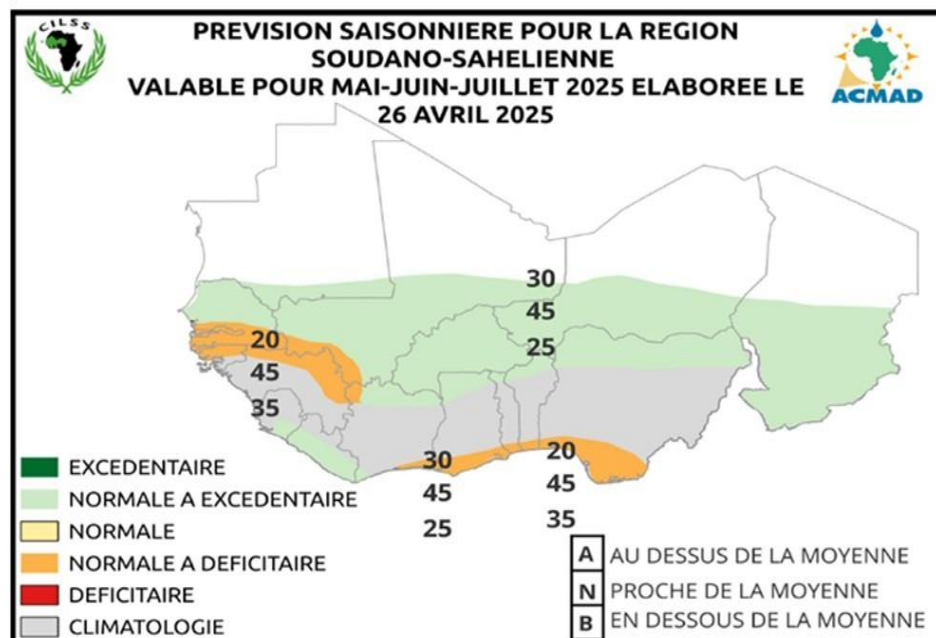 CILSS
PREVISION SAISONNIERE POUR LA REGION
SOUDANO-SAHELIENNE
VALABLE POUR MAI-JUIN-JUILLET 2025 ELABOREE LE
26 AVRIL 2025
ACMAD
30
45
25
20
45
35
30
45
25
20
45
35
EXCEDENTAIRE
NORMALE A EXCEDENTAIRE
NORMALE
NORMALE A DEFICITAIRE
DEFICITAIRE
CLIMATOLOGIE
A AU DESSUS DE LA MOYENNE
N PROCHE DE LA MOYENNE
B EN DESSOUS DE LA MOYENNE